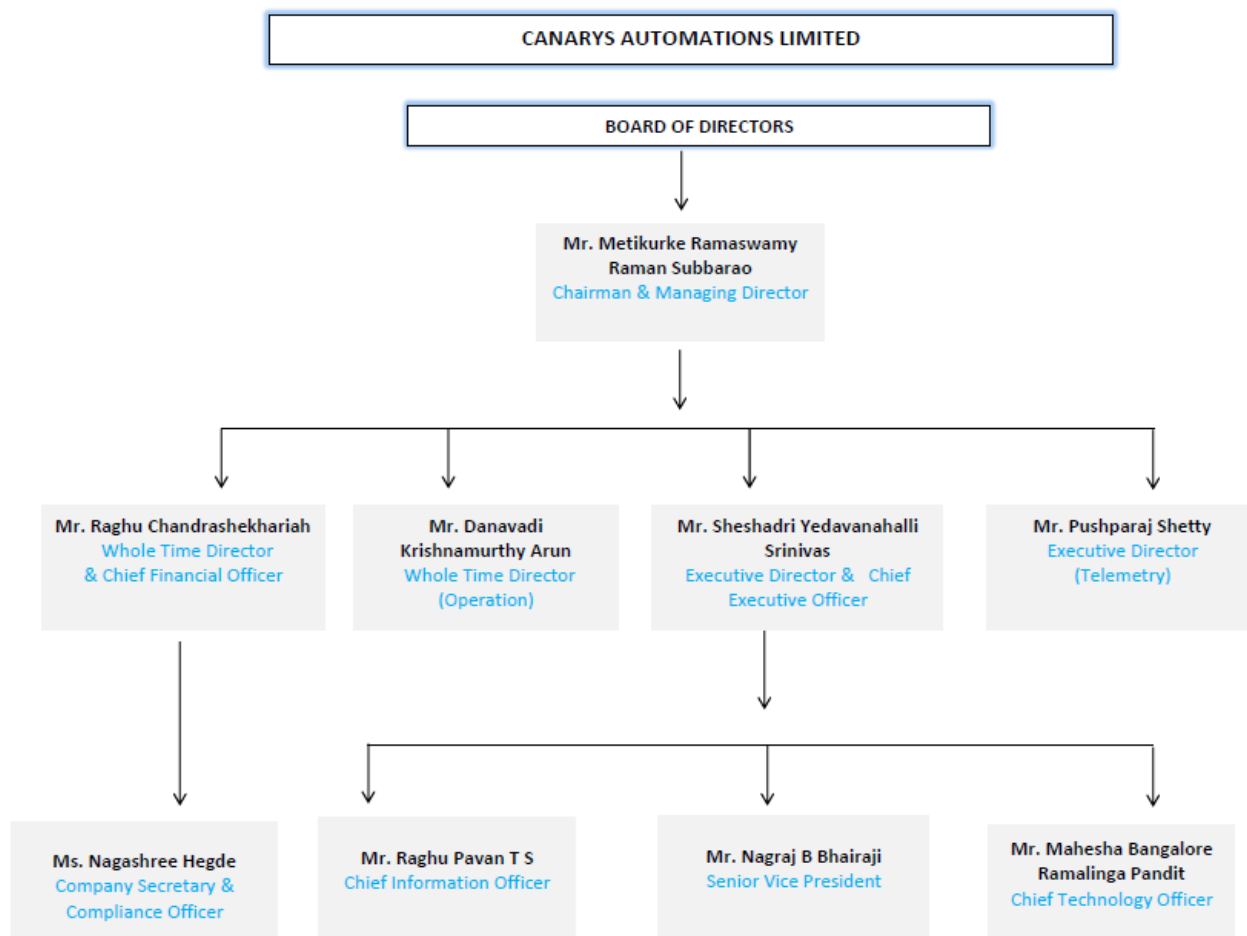 CANARYS AUTOMATIONS LIMITED
BOARD OF DIRECTORS
Mr. Metikurke Ramaswamy
Raman Subbarao
Chairman & Managing Director
Mr. Raghu Chandrashekhariah
Whole Time Director
& Chief Financial Officer
Mr. Danavadi
Krishnamurthy Arun
Whole Time Director
(Operation)
Mr. Sheshadri Yedavanahalli
Srinivas
Executive Director & Chief
Executive Officer
Mr. Pushparaj Shetty
Executive Director
(Telemetry)
Ms. Nagashree Hegde
Company Secretary &
Compliance Officer
Mr. Raghu Pavan T S
Chief Information Officer
Mr. Nagraj B Bhairaji
Senior Vice President
Mr. Mahesha Bangalore
Ramalinga Pandit
Chief Technology Officer